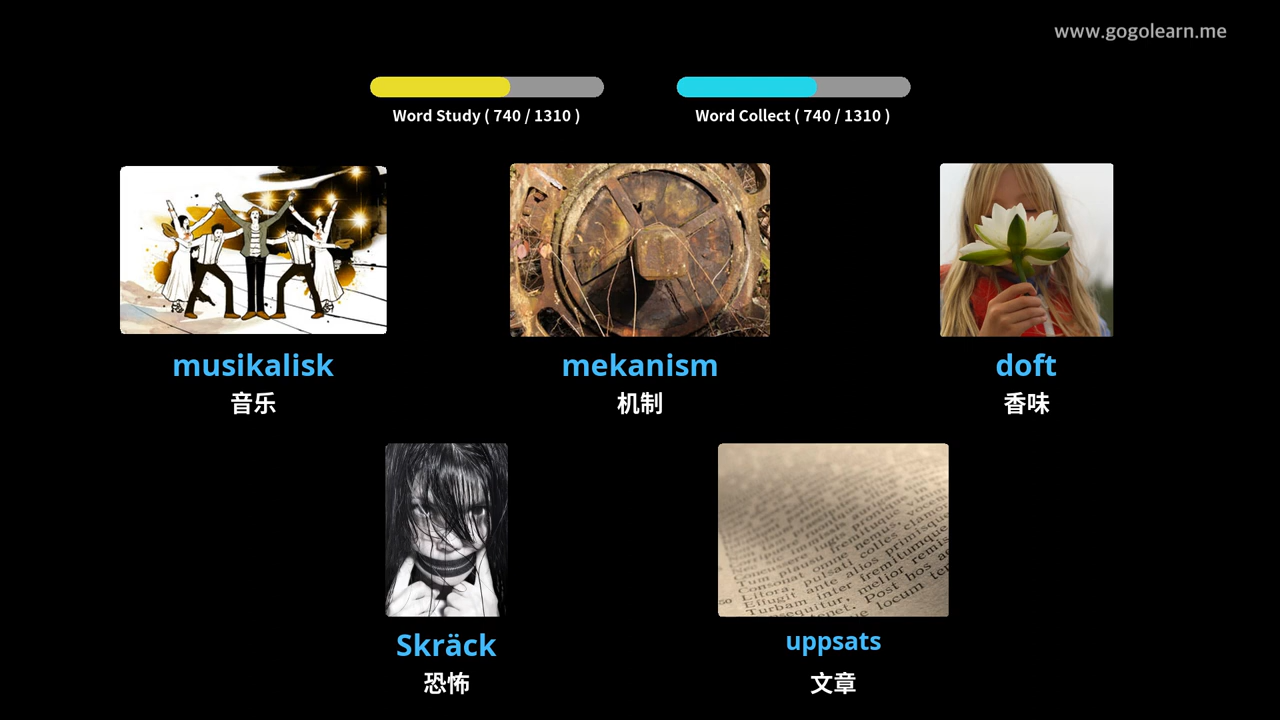 www.gogolearn.me
Word Study ( 740 / 1310 )
Word Collect ( 740 / 1310 )
musikalisk
音乐
mekanism
机制
doft
香味
Skräck
恐怖
uppsats
文章